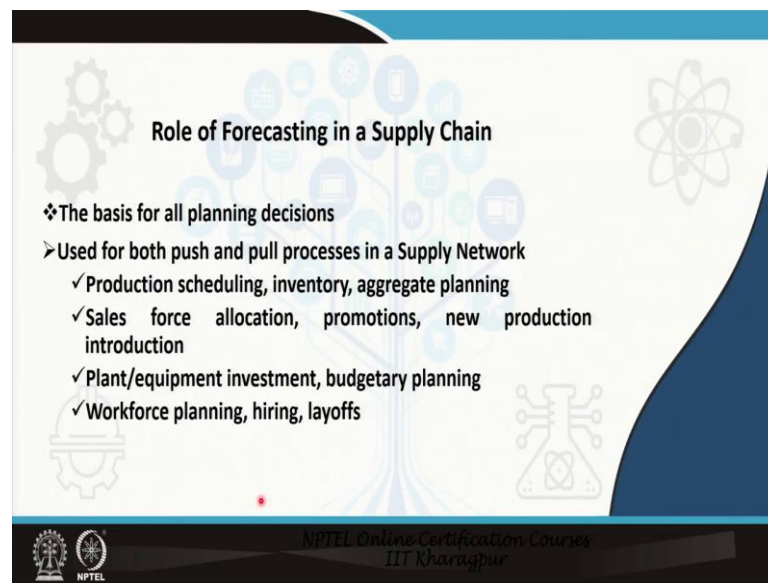 Role of Forecasting in a Supply Chain
❖The basis for all planning decisions
➢Used for both push and pull processes in a Supply Network
✓Production scheduling, inventory, aggregate planning
✓Sales force allocation, promotions, new production
introduction
✓Plant/equipment investment, budgetary planning
✓Workforce planning, hiring, layoffs
NPTEL Online Certification Courses
IIT Kharagpur
NPTEL